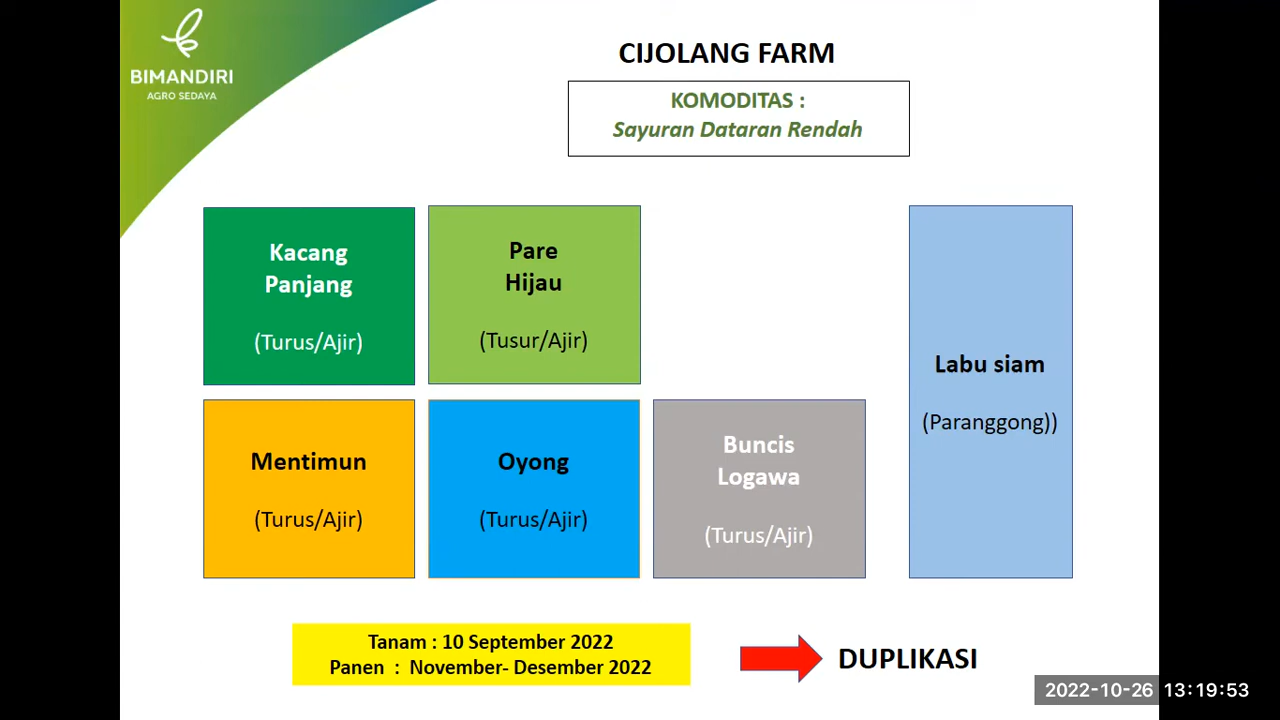 BIMANDIRI
AGRO SEDAYA
CIJOLANG FARM
KOMODITAS :
Sayuran Dataran Rendah
Kacang
Panjang
(Turus/Ajir)
Pare
Hijau
(Tusur/Ajir)
Labu siam
(Paranggong))
Mentimun
(Turus/Ajir)
Oyong
(Turus/Ajir)
Buncis
Logawa
(Turus/Ajir)
Tanam : 10 September 2022
Panen : November- Desember 2022
DUPLIKASI
2022-10-26 13:19:53